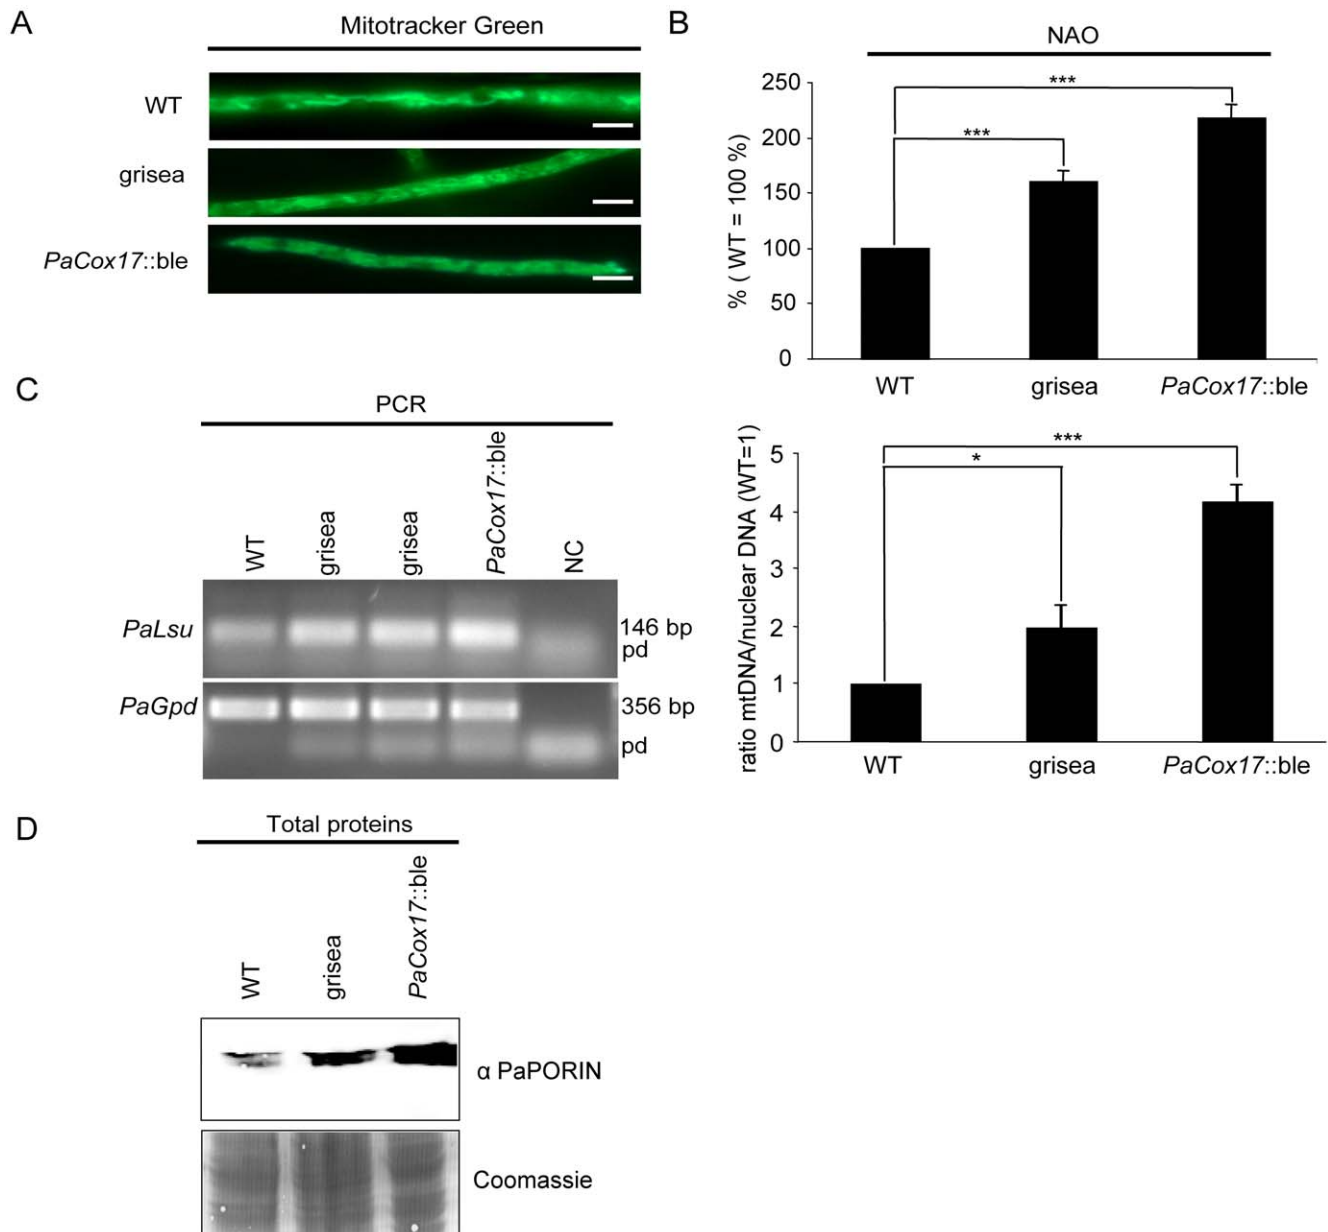 A
Mitotracker Green
WT
grisea
PaCox17::ble
B
NAO
% ( WT = 100 %)
250
200
150
100
50
0
***
***
WT
grisea
PaCox17::ble
C
PCR
WT
grisea
grisea
PaCox17::ble
NC
PaLsu
146 bp
pd
PaGpd
356 bp
pd
ratio mtDNA/nuclear DNA (WT=1)
5
4
3
2
1
0
***
*
WT
grisea
PaCox17::ble
D
Total proteins
WT
grisea
PaCox17::ble
α PaPORIN
Coomassie